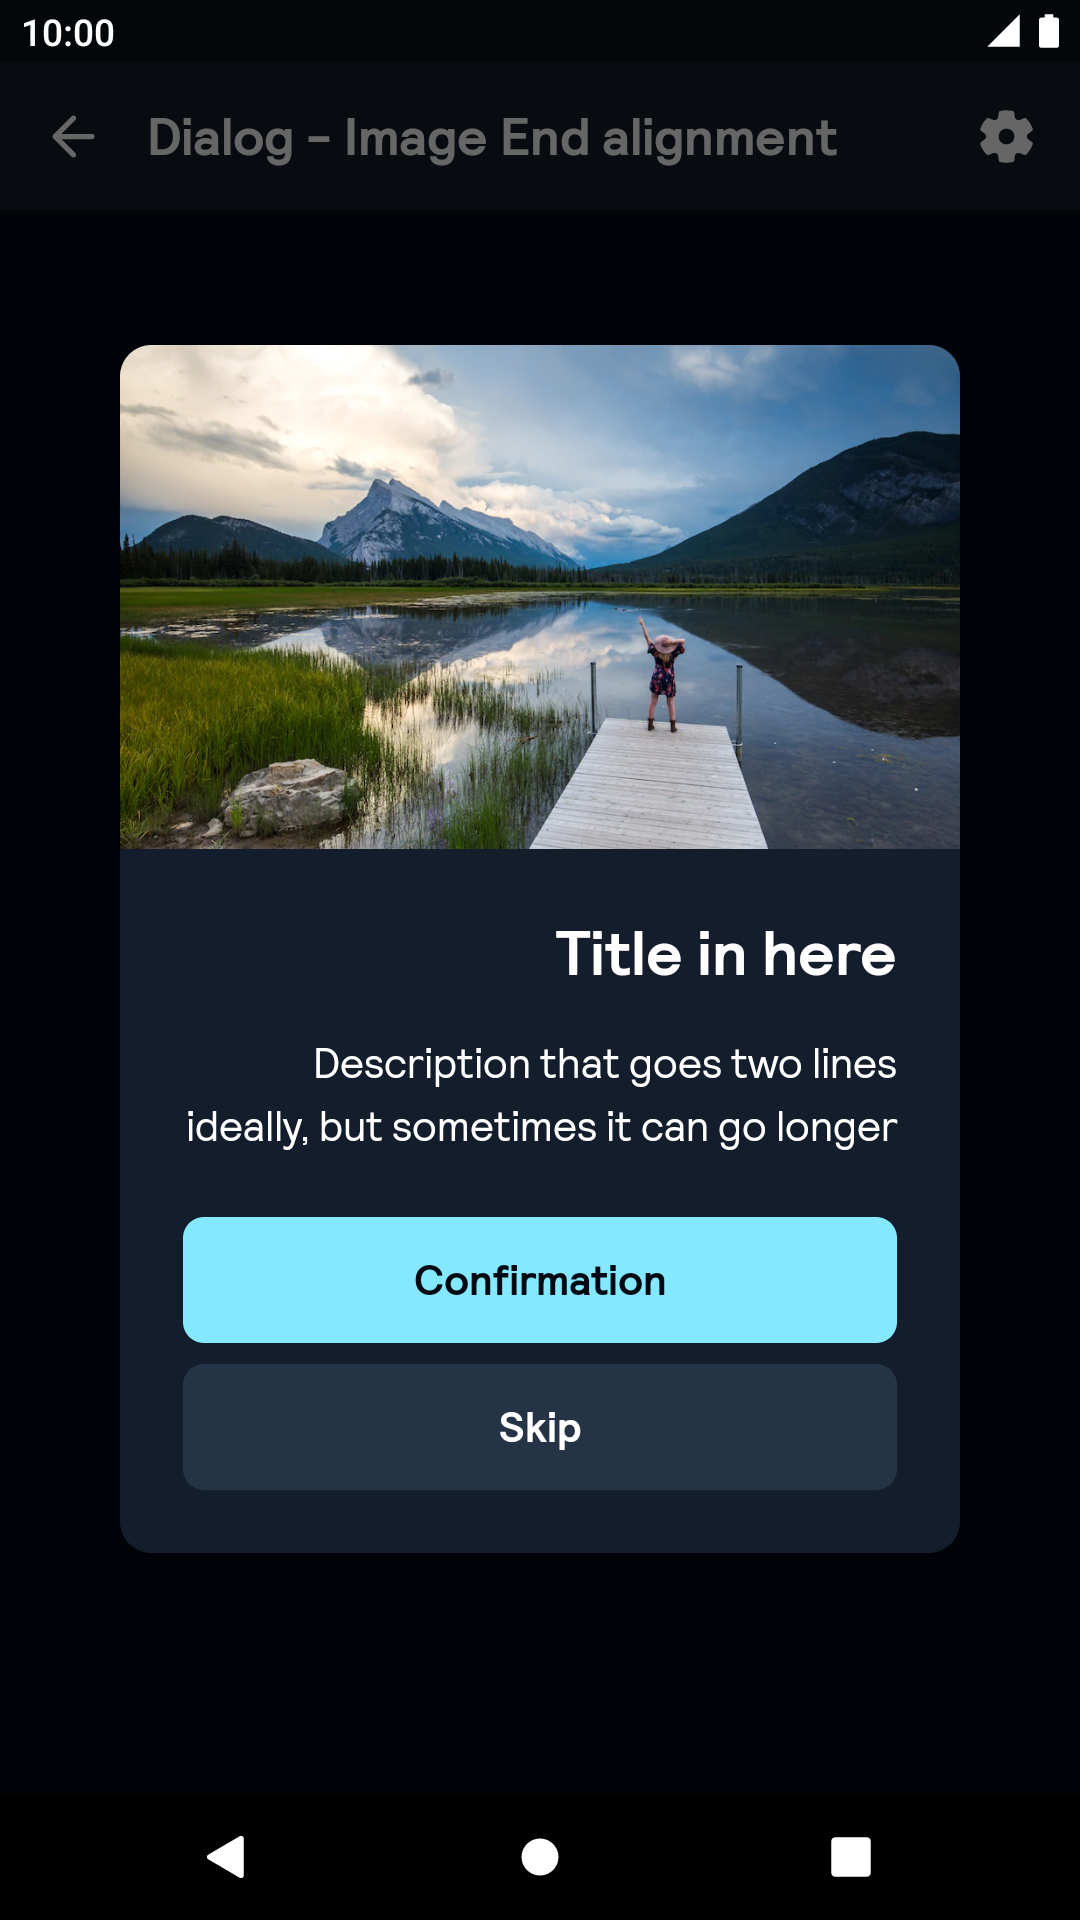 10:00
Dialog - Image End alignment
Title in here
Description that goes two lines
ideally, but sometimes it can go longer
Confirmation
Skip